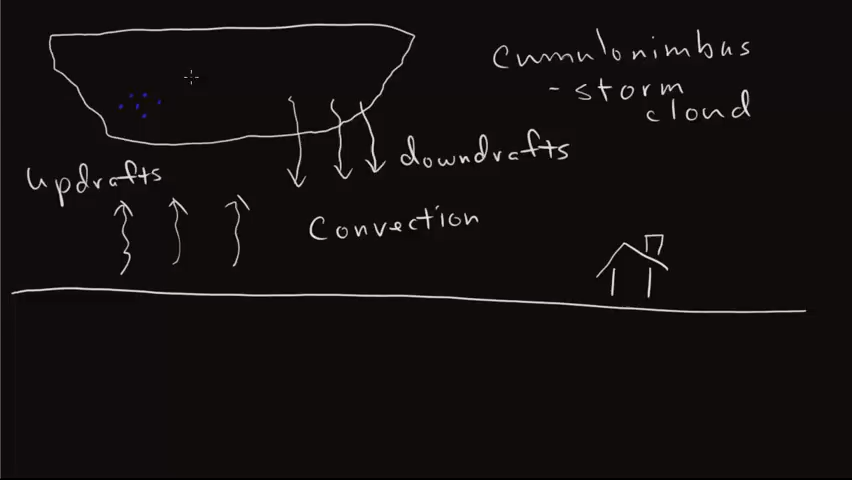 cumulonimbus
- storm
cloud
downdrafts
updrafts
Convection